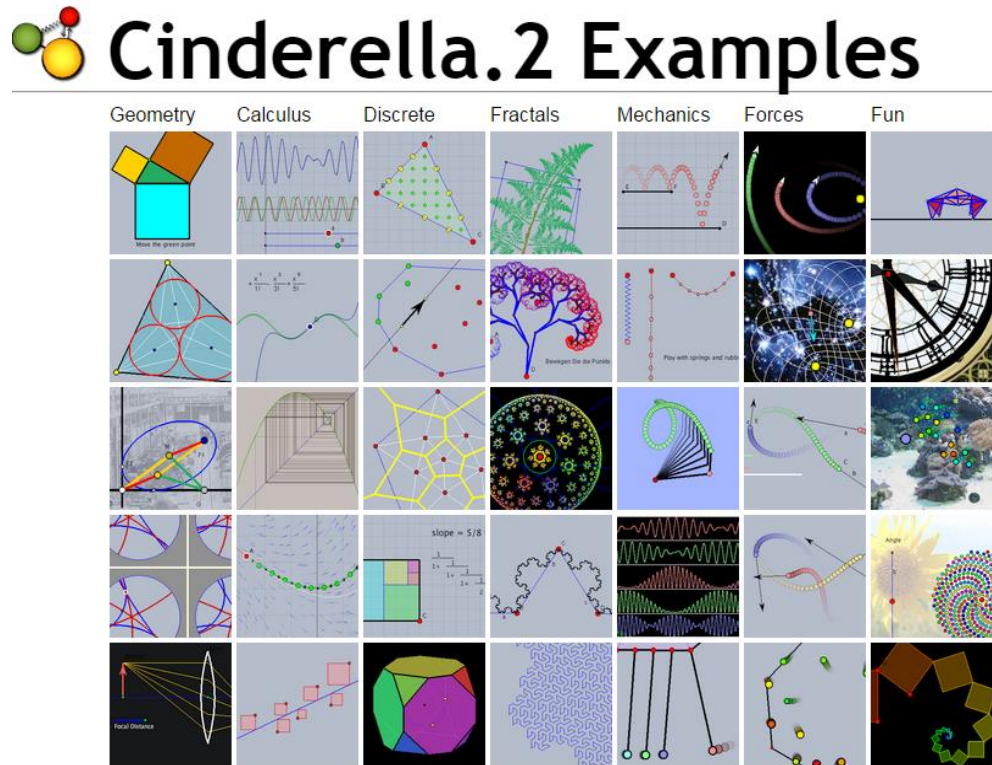 Cinderella.2 Examples
Geometry Calculus Discrete Fractals Mechanics Forces Fun
Move the green point
Bewegen Sie die Punkte
Play with springs and rubb
slope = 5/8
Angle
Focal Distance